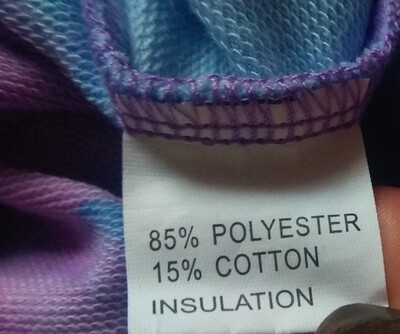 85% POLYESTER
15% COTTON
INSULATION